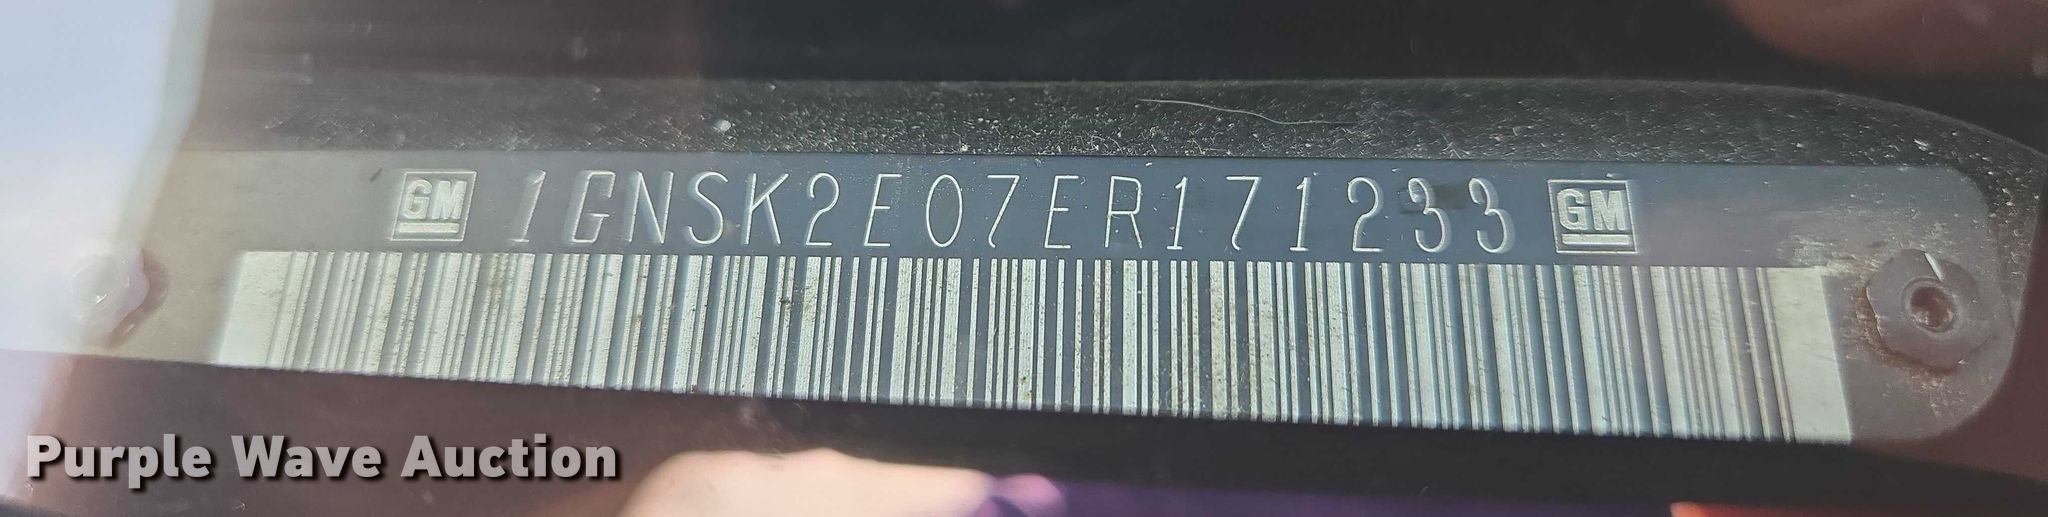 GM 1GNSK2E07ER171233 GM
Purple Wave Auction